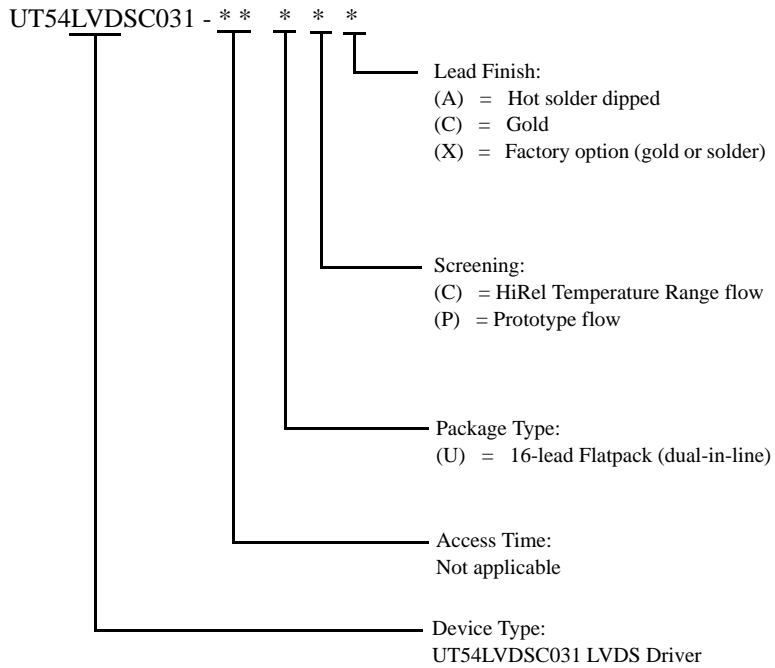 UT54LVDSC031 - * * * * *
Lead Finish:
(A) = Hot solder dipped
(C) = Gold
(X) = Factory option (gold or solder)
Screening:
(C) = HiRel Temperature Range flow
(P) = Prototype flow
Package Type:
(U) = 16-lead Flatpack (dual-in-line)
Access Time:
Not applicable
Device Type:
UT54LVDSC031 LVDS Driver